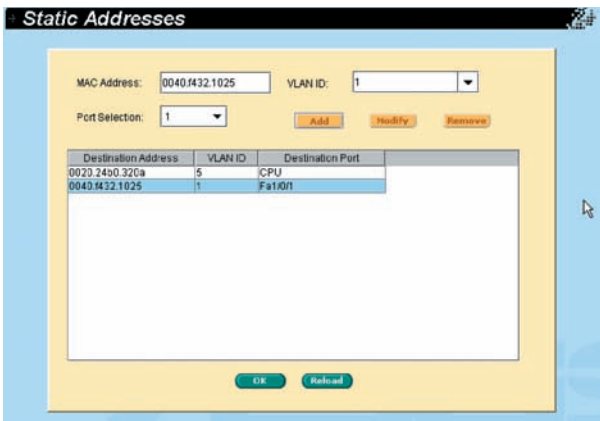 Static Addresses
MAC Address: 0040.f432.1025 VLAN ID: 1
Port Selection: 1 Add Modify Remove
Destination Address VLAN ID Destination Port
0020.24b0.320a 5 CPU
0040.f432.1025 1 Fa1/0/1
OK Reload